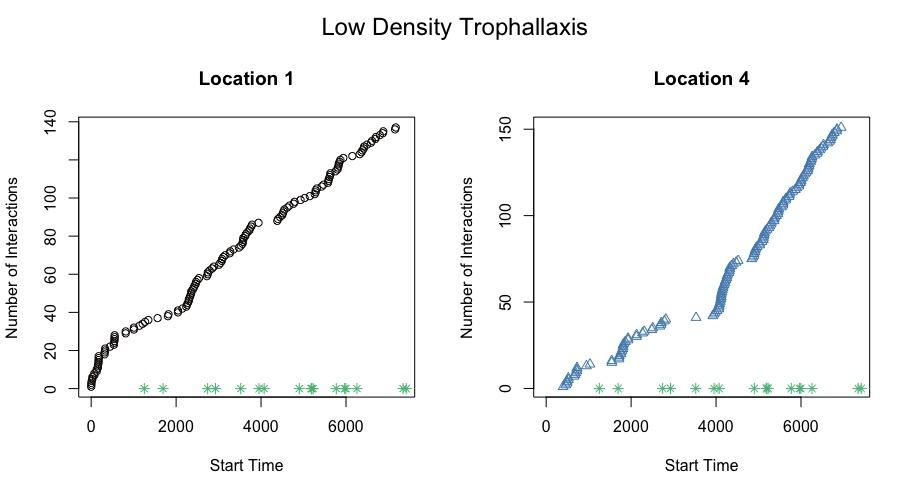 Low Density Trophallaxis
Location 1
Location 4
Number of Interactions
140
100
80
60
40
20
0
0 2000 4000 6000
Start Time
Number of Interactions
150
100
50
0
0 2000 4000 6000
Start Time